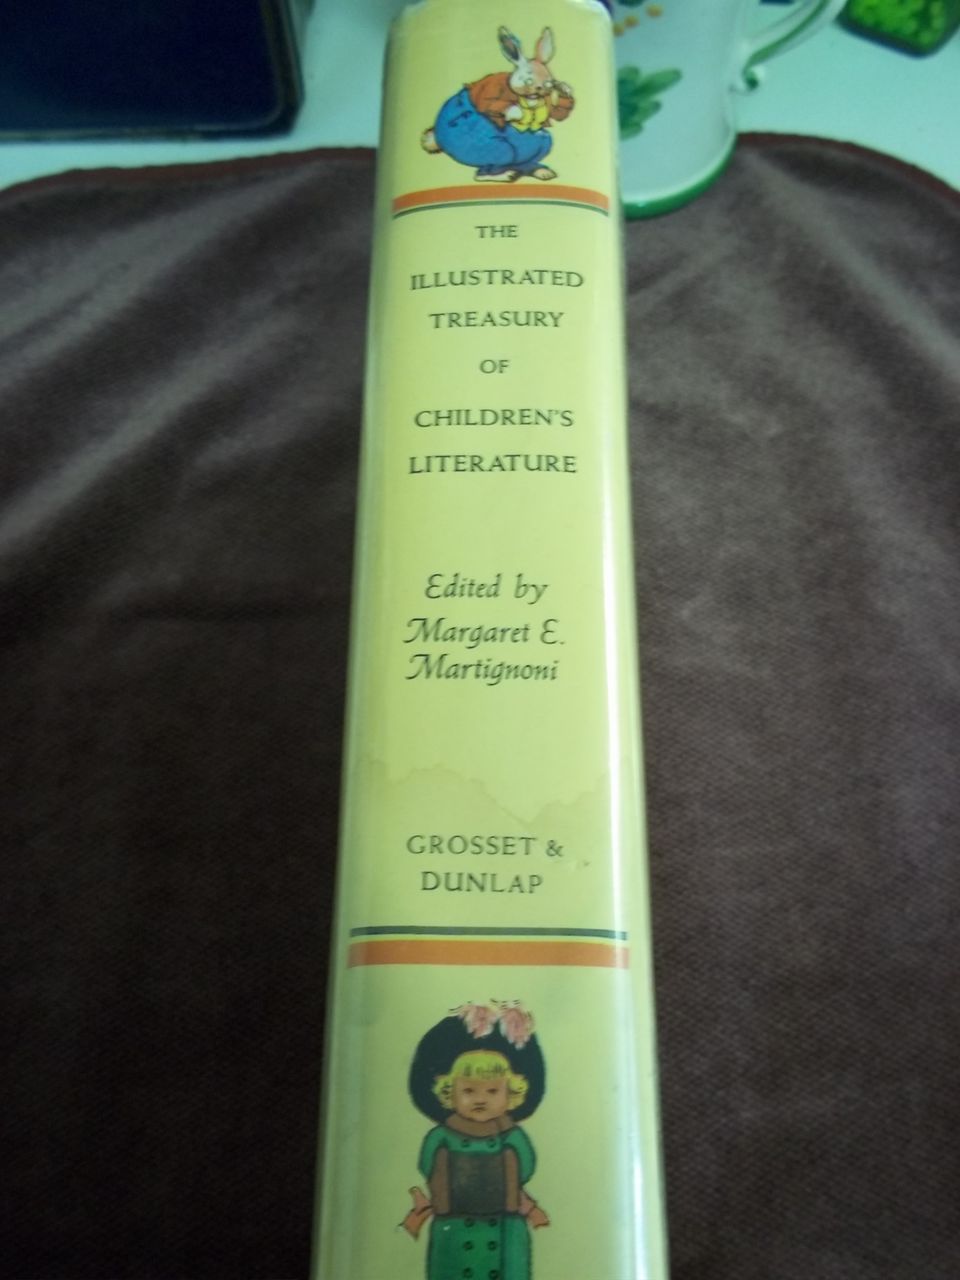 THE
ILLUSTRATED
TREASURY
OF
CHILDREN'S
LITERATURE
Edited by
Margaret E.
Martignoni
GROSSET &
DUNLAP